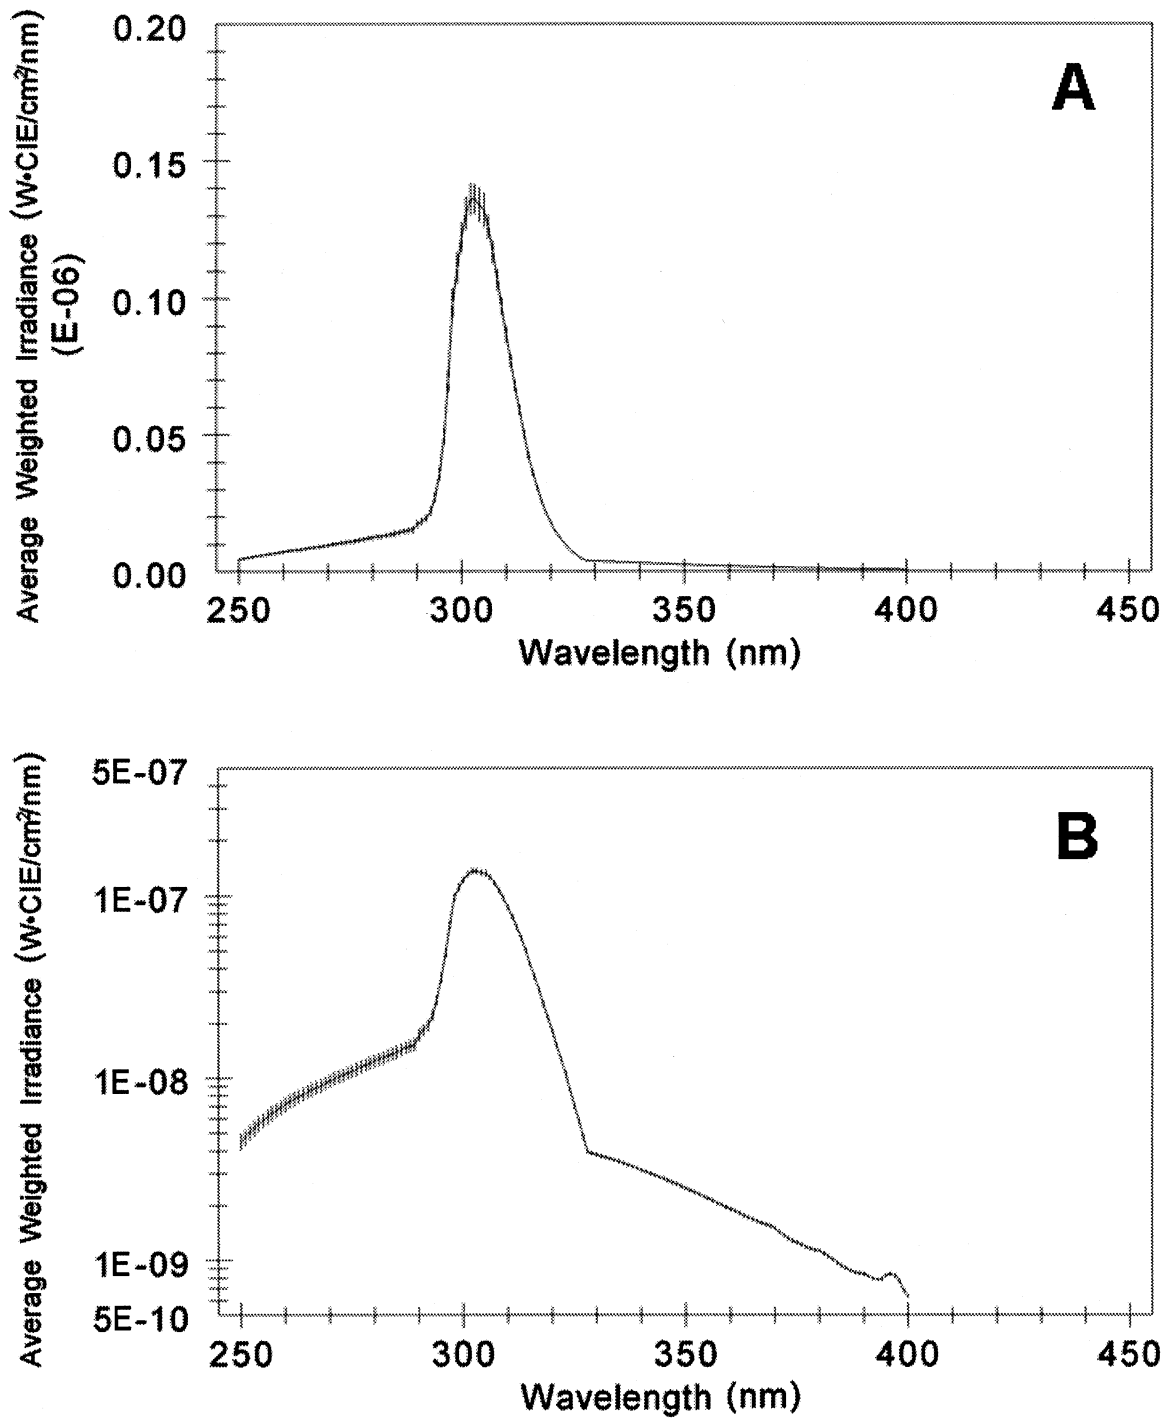 Average Weighted Irradiance (W•CIE/cm²/nm)
(E-06)
0.20
0.15
0.10
0.05
0.00
A
250 300 350 400 450
Wavelength (nm)
Average Weighted Irradiance (W•CIE/cm²/nm)
5E-07
1E-07
1E-08
1E-09
5E-10
B
250 300 350 400 450
Wavelength (nm)